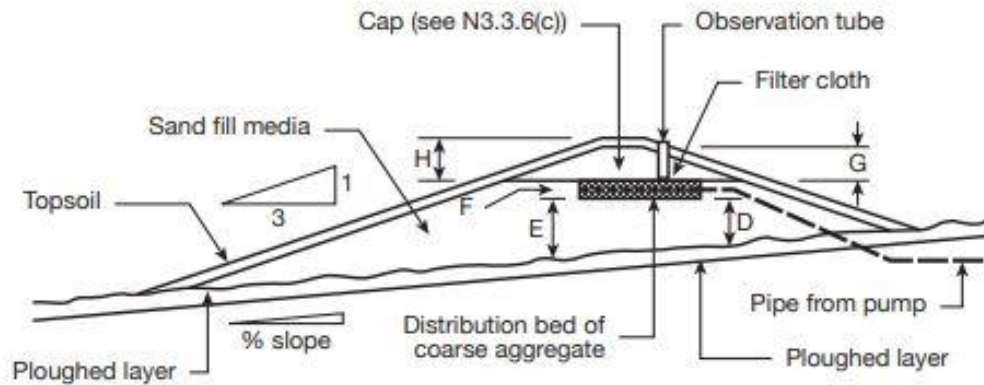 Cap (see N3.3.6(c))
Observation tube
Filter cloth
Sand fill media
H
G
1
3
Topsoil
F
E
D
Pipe from pump
% slope
Distribution bed of
coarse aggregate
Ploughed layer
Ploughed layer